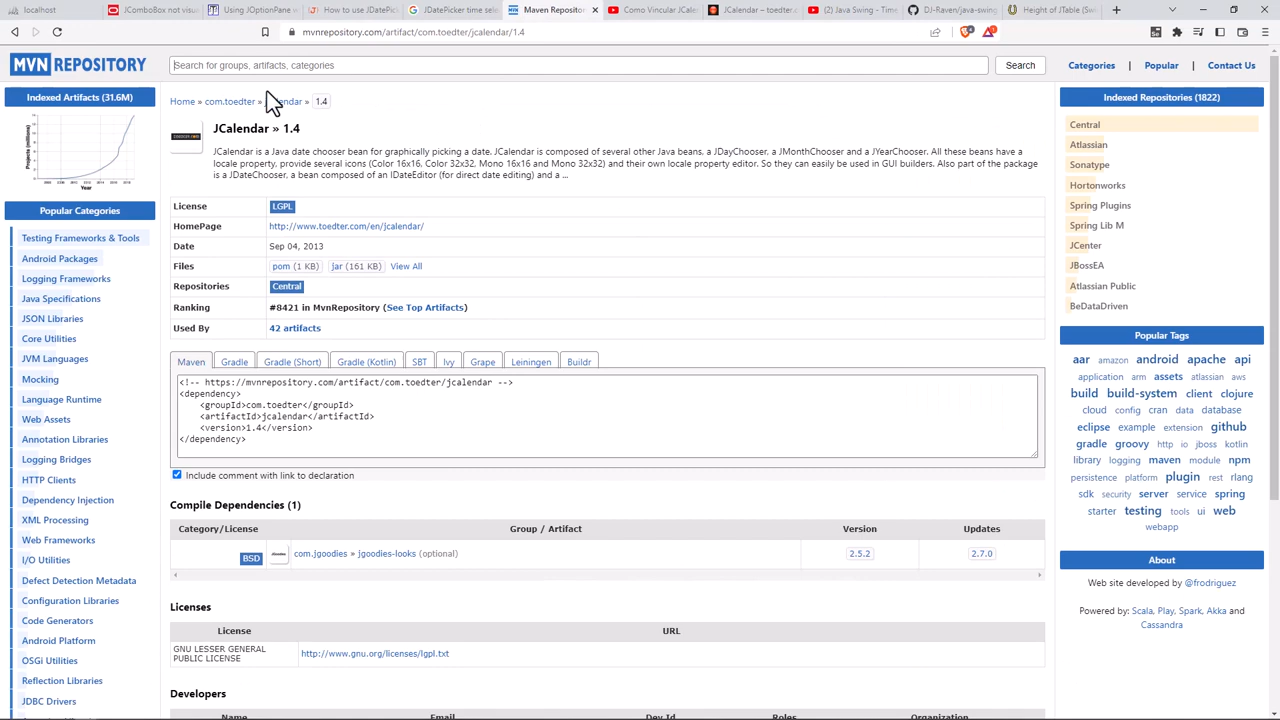 localhost
JComboBox not visu
Using JOptionPane w
How to use JDatePick
JDatePicker time sele
Maven Repositor
Como Vincular JCale
JCalendar – toedter.c
(2) Java Swing - Time
DJ-Raven/java-swing
Height of JTable (Swi
mvnrepository.com/artifact/com.toedter/jcalendar/1.4
MVN REPOSITORY
Search for groups, artifacts, categories
Search
Categories | Popular | Contact Us
Indexed Artifacts (31.6M)
Projects (millions)
Year
Popular Categories
Testing Frameworks & Tools
Android Packages
Logging Frameworks
Java Specifications
JSON Libraries
Core Utilities
JVM Languages
Mocking
Language Runtime
Web Assets
Annotation Libraries
Logging Bridges
HTTP Clients
Dependency Injection
XML Processing
Web Frameworks
I/O Utilities
Defect Detection Metadata
Configuration Libraries
Code Generators
Android Platform
OSGi Utilities
Reflection Libraries
JDBC Drivers
Home » com.toedter » endar » 1.4
JCalendar » 1.4
JCalendar is a Java date chooser bean for graphically picking a date. JCalendar is composed of several other Java beans, a JDayChooser, a JMonthChooser and a JYearChooser. All these beans have a
locale property, provide several icons (Color 16x16, Color 32x32, Mono 16x16 and Mono 32x32) and their own locale property editor. So they can easily be used in GUI builders. Also part of the package
is a JDateChooser, a bean composed of an IDateEditor (for direct date editing) and a ...
License LGPL
HomePage http://www.toedter.com/en/jcalendar/
Date Sep 04, 2013
Files pom (1 KB) jar (161 KB) View All
Repositories Central
Ranking #8421 in MvnRepository (See Top Artifacts)
Used By 42 artifacts
Maven Gradle Gradle (Short) Gradle (Kotlin) SBT Ivy Grape Leiningen Buildr
<!-- https://mvnrepository.com/artifact/com.toedter/jcalendar -->
<dependency>
<groupId>com.toedter</groupId>
<artifactId>jcalendar</artifactId>
<version>1.4</version>
</dependency>
Include comment with link to declaration
Compile Dependencies (1)
Category/License Group / Artifact Version Updates
BSD com.jgoodies » jgoodies-looks (optional) 2.5.2 2.7.0
Licenses
License URL
GNU LESSER GENERAL
PUBLIC LICENSE
http://www.gnu.org/licenses/lgpl.txt
Developers
Name Email Dev Id Roles Organization
Indexed Repositories (1822)
Central
Atlassian
Sonatype
Hortonworks
Spring Plugins
Spring Lib M
JCenter
JBossEA
Atlassian Public
BeDataDriven
Popular Tags
aar amazon android apache api
application arm assets atlassian aws
build build-system client clojure
cloud config cran data database
eclipse example extension github
gradle groovy http io jboss kotlin
library logging maven module npm
persistence platform plugin rest rlang
sdk security server service spring
starter testing tools ui web
webapp
About
Web site developed by @frodriguez
Powered by: Scala, Play, Spark, Akka and
Cassandra